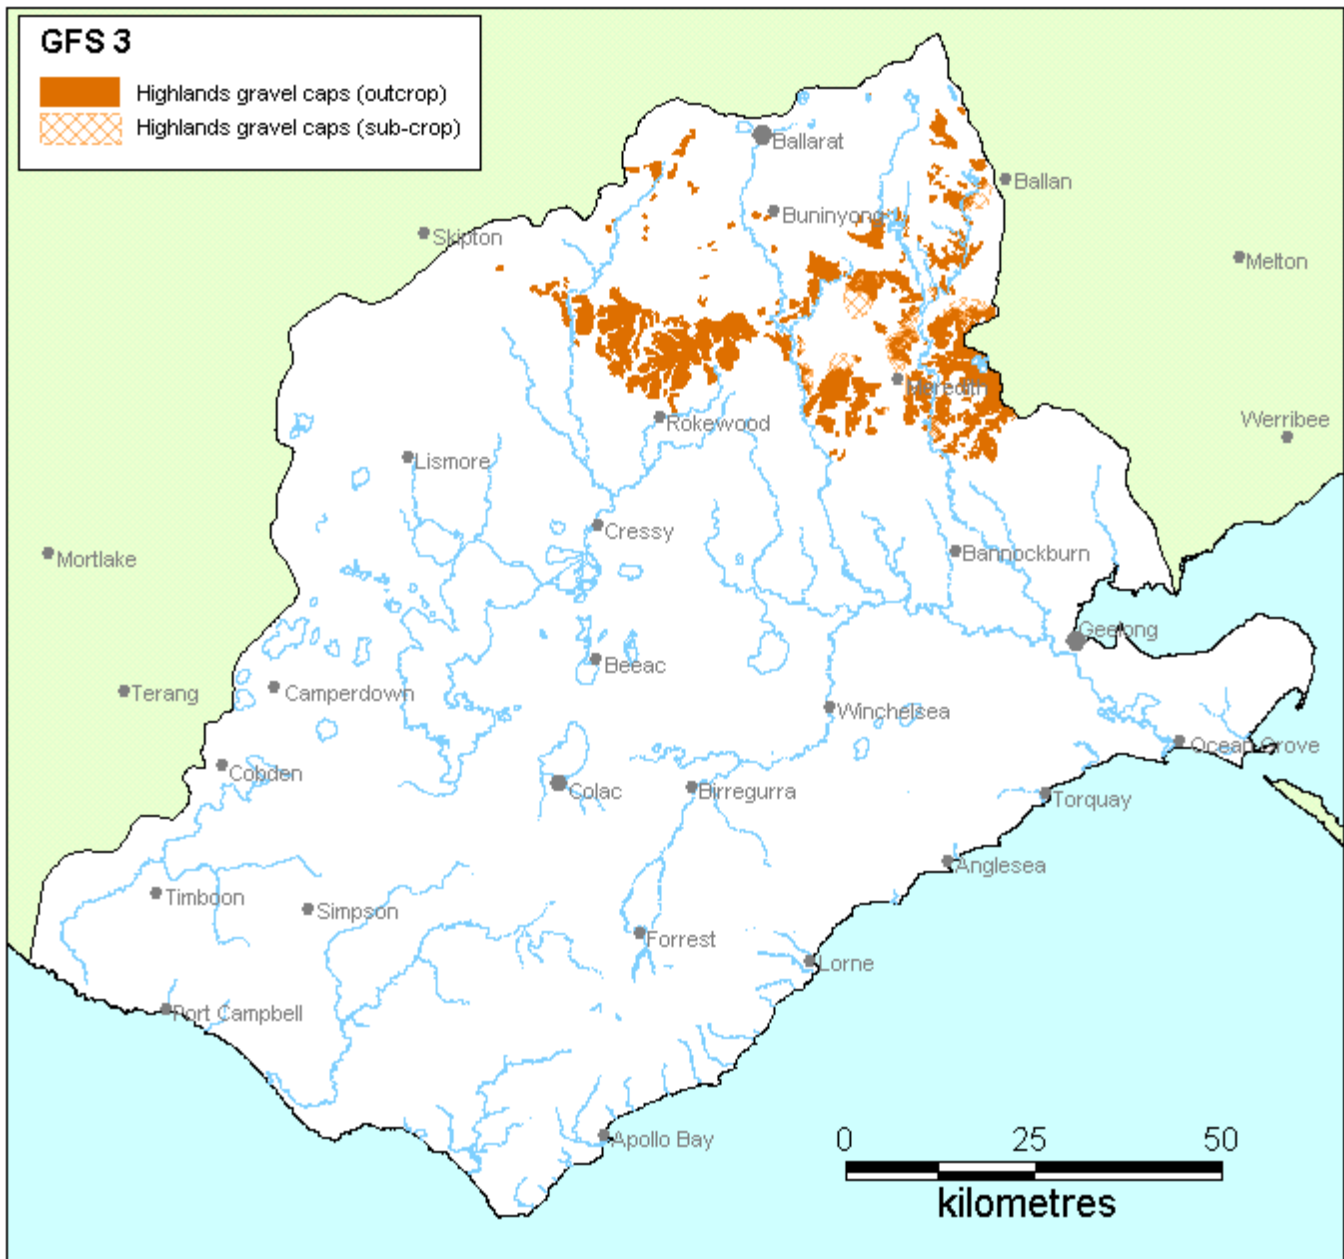 GFS 3
Highlands gravel caps (outcrop)
Highlands gravel caps (sub-crop)
Ballarat
Ballan
Buninyong
Skipton
Melton
Meredith
Rokewood
Werribee
Lismore
Cressy
Mortlake
Bannockburn
Geelong
Beeac
Terang
Camperdown
Winchelsea
Ocean Grove
Cobden
Colac
Birregurra
Torquay
Anglesea
Timboon
Simpson
Forrest
Lorne
Port Campbell
Apollo Bay
0 25 50
kilometres